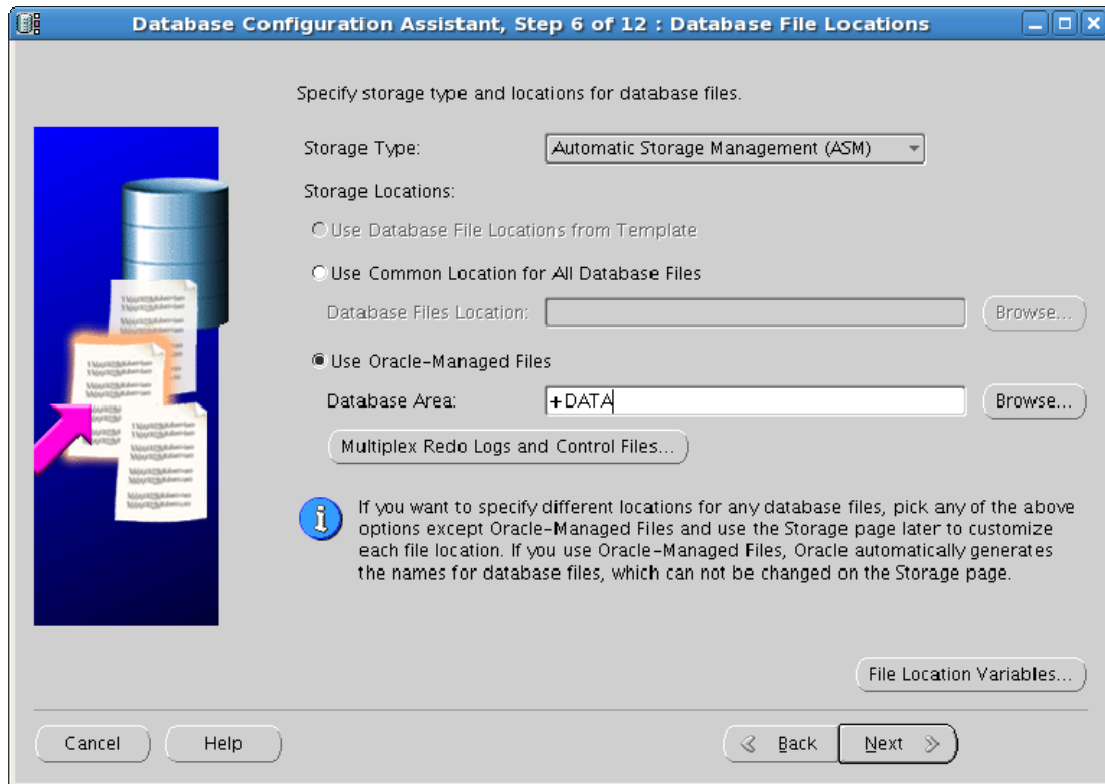 Database Configuration Assistant, Step 6 of 12 : Database File Locations
Specify storage type and locations for database files.
Storage Type:
Automatic Storage Management (ASM)
Storage Locations:
Use Database File Locations from Template
Use Common Location for All Database Files
Database Files Location:
Browse...
Use Oracle-Managed Files
Database Area:
+DATA
Browse...
Multiplex Redo Logs and Control Files...
If you want to specify different locations for any database files, pick any of the above
options except Oracle-Managed Files and use the Storage page later to customize
each file location. If you use Oracle-Managed Files, Oracle automatically generates
the names for database files, which can not be changed on the Storage page.
File Location Variables...
Cancel
Help
Back
Next